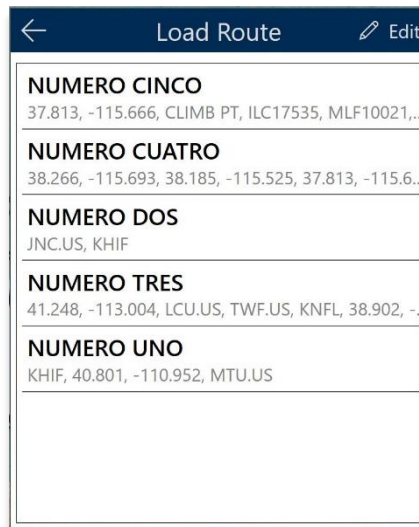 Load Route
Edit
NUMERO CINCO
37.813, -115.666, CLIMB PT, ILC17535, MLF10021,..
NUMERO CUATRO
38.266, -115.693, 38.185, -115.525, 37.813, -115.6..
NUMERO DOS
JNC.US, KHIF
NUMERO TRES
41.248, -113.004, LCU.US, TWF.US, KNFL, 38.902, -..
NUMERO UNO
KHIF, 40.801, -110.952, MTU.US